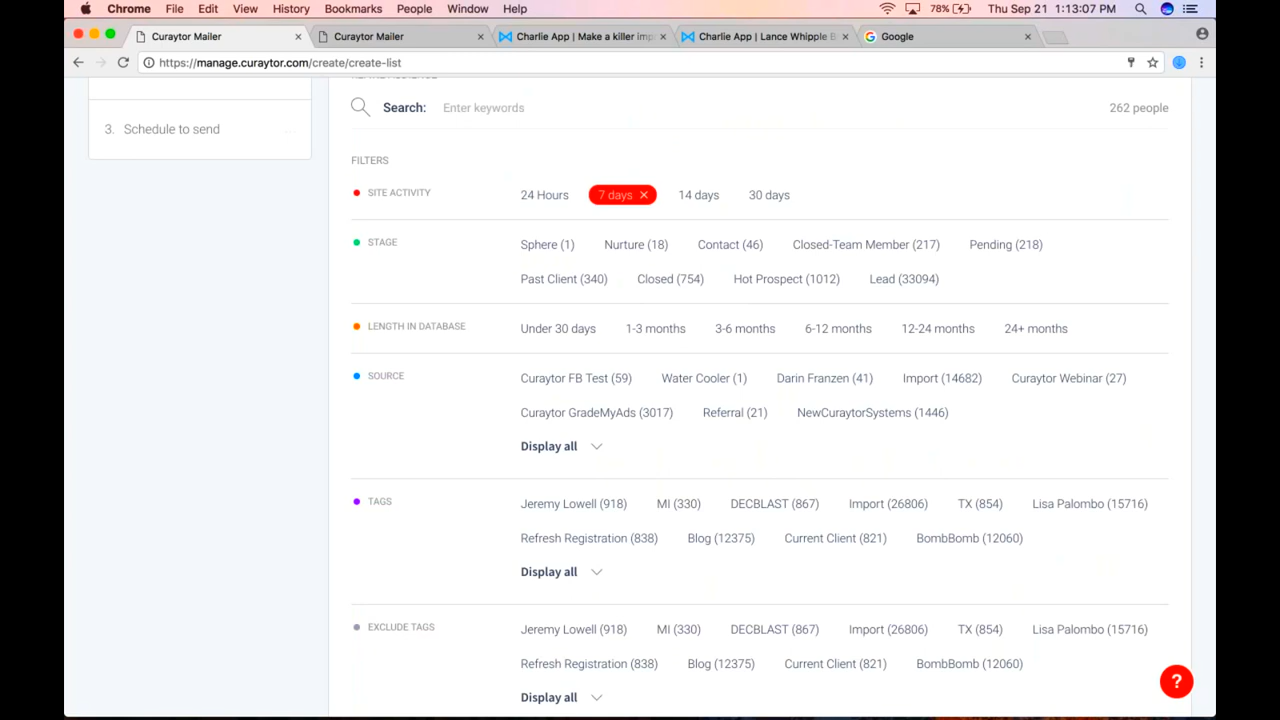 Chrome File Edit View History Bookmarks People Window Help 78% Thu Sep 21 1:13:07 PM
Curaytor Mailer Curaytor Mailer Charlie App | Make a killer imp Charlie App | Lance Whipple B Google
https://manage.curaytor.com/create/create-list
3. Schedule to send
Search: Enter keywords 262 people
FILTERS
SITE ACTIVITY 24 Hours 7 days × 14 days 30 days
STAGE Sphere (1) Nurture (18) Contact (46) Closed-Team Member (217) Pending (218)
Past Client (340) Closed (754) Hot Prospect (1012) Lead (33094)
LENGTH IN DATABASE Under 30 days 1-3 months 3-6 months 6-12 months 12-24 months 24+ months
SOURCE Curaytor FB Test (59) Water Cooler (1) Darin Franzen (41) Import (14682) Curaytor Webinar (27)
Curaytor GradeMyAds (3017) Referral (21) NewCuraytorSystems (1446)
Display all
TAGS Jeremy Lowell (918) MI (330) DECBLAST (867) Import (26806) TX (854) Lisa Palombo (15716)
Refresh Registration (838) Blog (12375) Current Client (821) BombBomb (12060)
Display all
EXCLUDE TAGS Jeremy Lowell (918) MI (330) DECBLAST (867) Import (26806) TX (854) Lisa Palombo (15716)
Refresh Registration (838) Blog (12375) Current Client (821) BombBomb (12060)
Display all
?